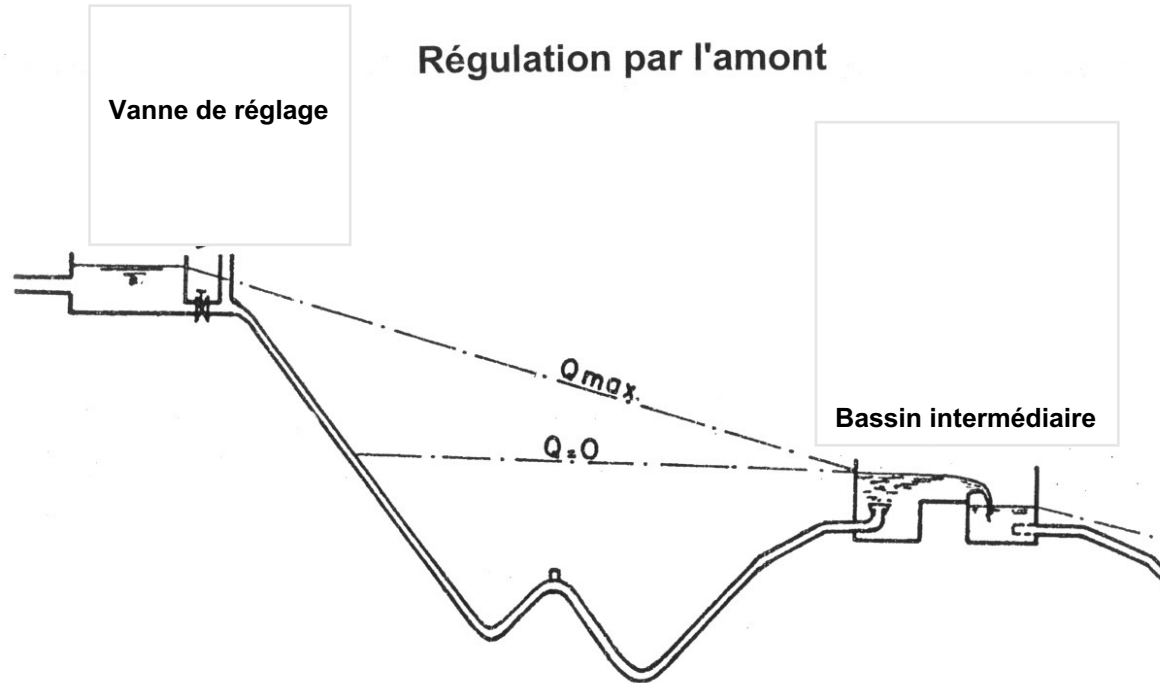 Régulation par l'amont
Vanne de réglage
Qmax.
Bassin intermédiaire
Q=0